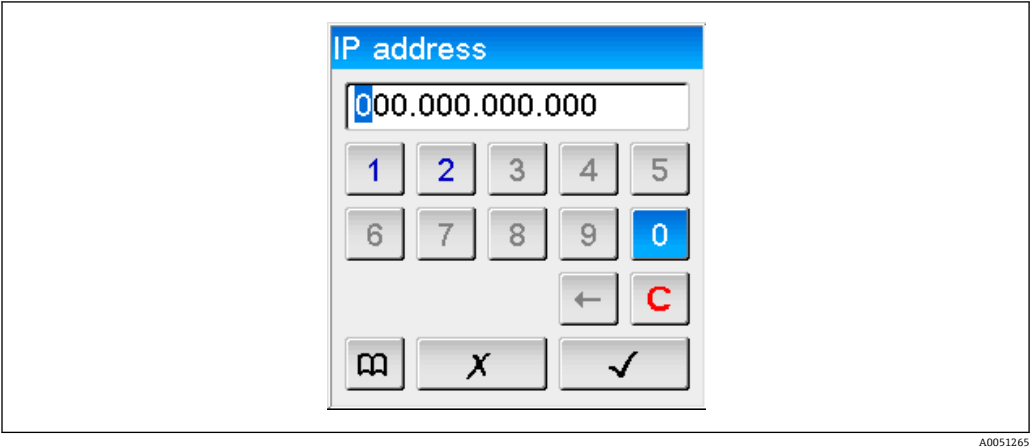 IP address
000.000.000.000
1 2 3 4 5
6 7 8 9 0
← C
✗ ✓
A0051265